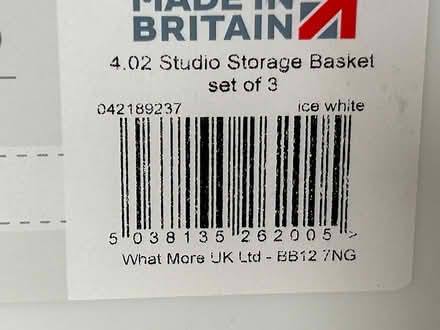 MADE IN
BRITAIN
4.02 Studio Storage Basket
set of 3
042189237 ice white
5 038135 262005 >
What More UK Ltd - BB12 7NG